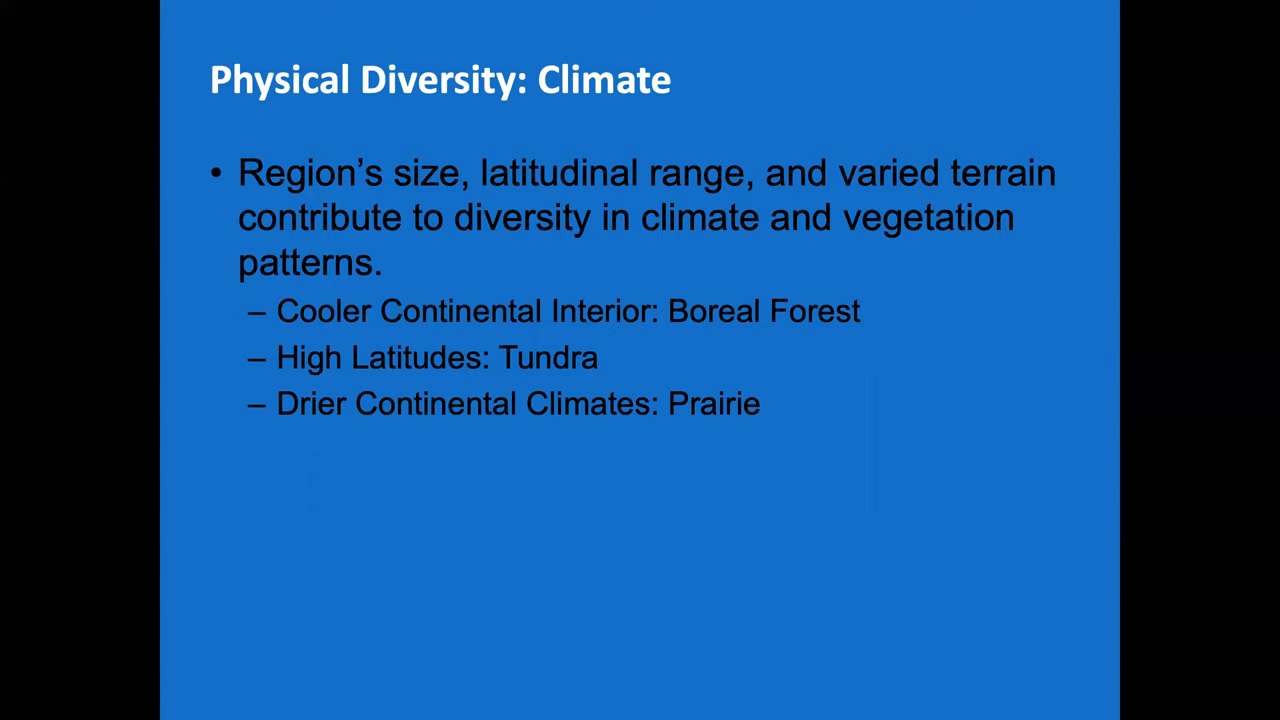 Physical Diversity: Climate
• Region’s size, latitudinal range, and varied terrain
contribute to diversity in climate and vegetation
patterns.
– Cooler Continental Interior: Boreal Forest
– High Latitudes: Tundra
– Drier Continental Climates: Prairie